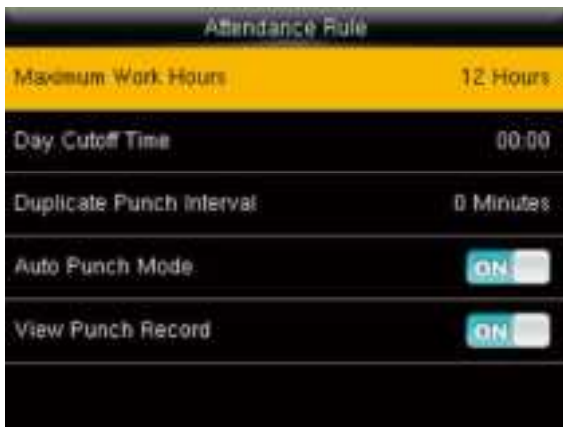 Attendance Rule
Maximum Work Hours 12 Hours
Day Cutoff Time 00:00
Duplicate Punch Interval 0 Minutes
Auto Punch Mode ON
View Punch Record ON